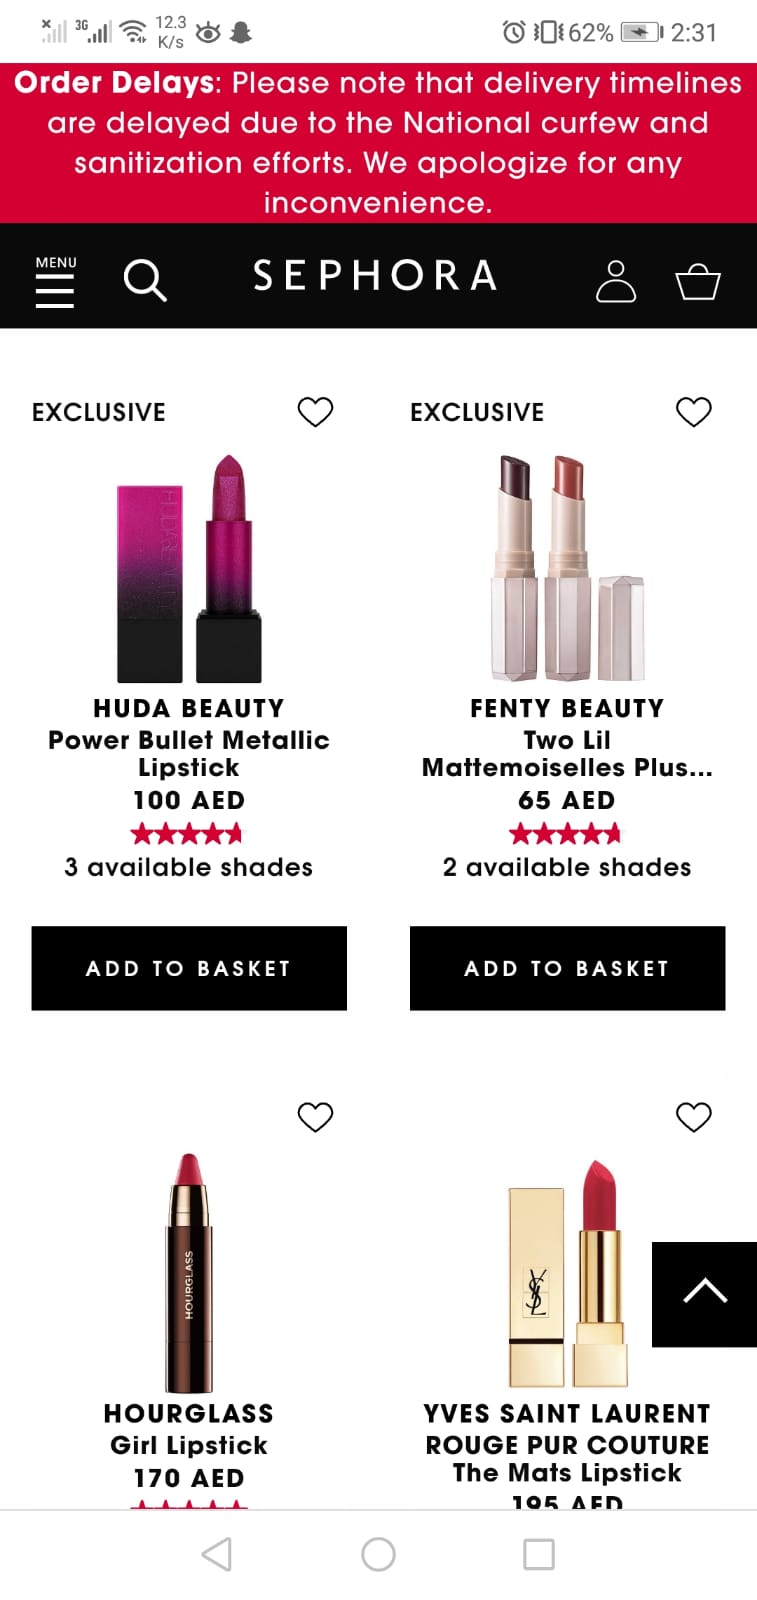 3G 12.3 K/s 62% 2:31
Order Delays: Please note that delivery timelines
are delayed due to the National curfew and
sanitization efforts. We apologize for any
inconvenience.
MENU
SEPHORA
EXCLUSIVE
HUDA BEAUTY
HUDA BEAUTY
Power Bullet Metallic
Lipstick
100 AED
3 available shades
ADD TO BASKET
EXCLUSIVE
FENTY BEAUTY
Two Lil
Mattemoiselles Plus...
65 AED
2 available shades
ADD TO BASKET
HOURGLASS
HOURGLASS
Girl Lipstick
170 AED
YSL
YVES SAINT LAURENT
ROUGE PUR COUTURE
The Mats Lipstick
195 AED